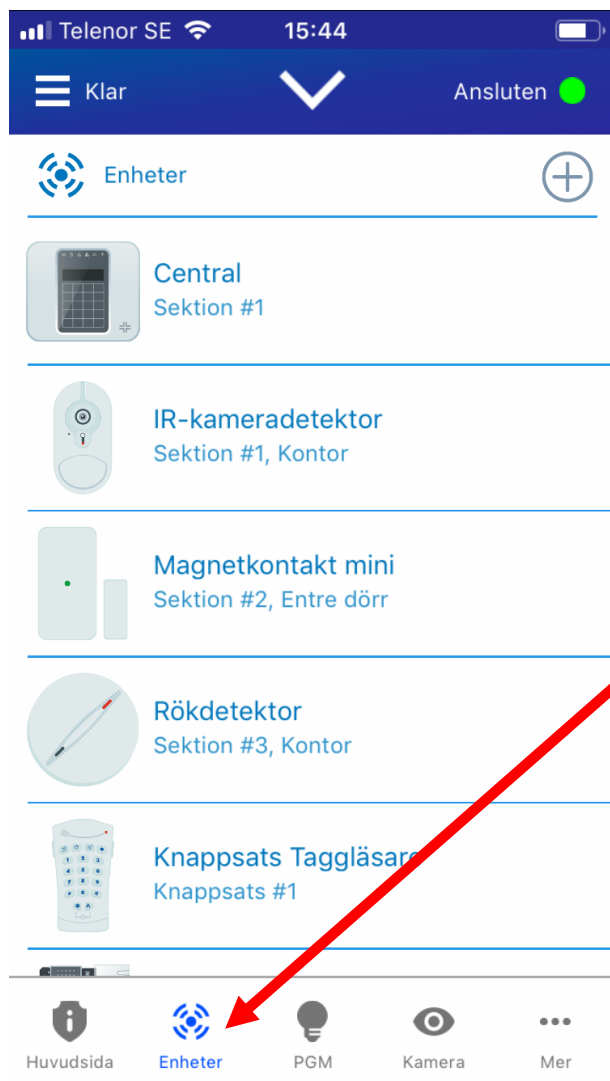 Telenor SE 15:44
Klar Ansluten
Enheter
Central
Sektion #1
IR-kameradetektor
Sektion #1, Kontor
Magnetkontakt mini
Sektion #2, Entre dörr
Rökdetektor
Sektion #3, Kontor
Knappsats Taggläsare
Knappsats #1
Huvudsida Enheter PGM Kamera Mer